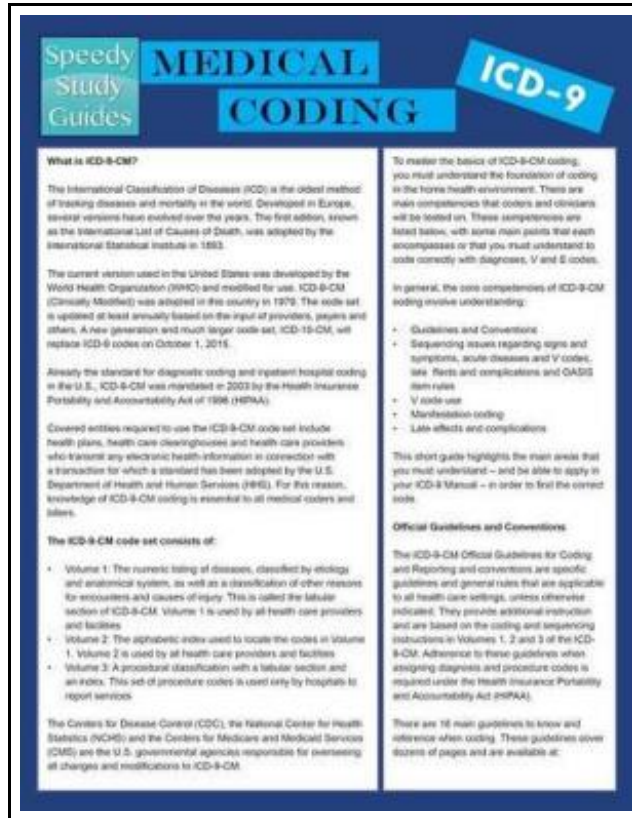 Speedy
Study
Guides
MEDICAL
CODING
ICD-9
What is ICD-9-CM?
The International Classification of Diseases (ICD) is the oldest method
of tracking diseases and mortality in the world. Developed in Europe,
several versions have evolved over the years. The first edition, known
as the International List of Causes of Death, was adopted by the
International Statistical Institute in 1893.
The current version used in the United States was developed by the
World Health Organization (WHO) and modified for use. ICD-9-CM
(Clinically Modified) was adopted in this country in 1979. The code set
is updated at least annually based on the input of providers, payers and
others. A new generation and much larger code set, ICD-10-CM, will
replace ICD-9 codes on October 1, 2015.
Already the standard for diagnostic coding and inpatient hospital coding
in the U.S., ICD-9-CM was mandated in 2003 by the Health Insurance
Portability and Accountability Act of 1996 (HIPAA).
Covered entities required to use the ICD-9-CM code set include
health plans, health care clearinghouses and health care providers
who transmit any electronic health information in connection with
a transaction for which a standard has been adopted by the U.S.
Department of Health and Human Services (HHS). For this reason,
knowledge of ICD-9-CM coding is essential to all medical coders and
billers.
The ICD-9-CM code set consists of:
• Volume 1: The numeric listing of diseases, classified by etiology
and anatomical system, as well as a classification of other reasons
for encounters and causes of injury. This is called the tabular
section of ICD-9-CM. Volume 1 is used by all health care providers
and facilities
• Volume 2: The alphabetic index used to locate the codes in Volume
1. Volume 2 is used by all health care providers and facilities
• Volume 3: A procedural classification with a tabular section and
an index. This set of procedure codes is used only by hospitals to
report services
The Centers for Disease Control (CDC), the National Center for Health
Statistics (NCHS) and the Centers for Medicare and Medicaid Services
(CMS) are the U.S. governmental agencies responsible for overseeing
all changes and modifications to ICD-9-CM.
To master the basics of ICD-9-CM coding,
you must understand the foundation of coding
in the home health environment. There are
main competencies that coders and clinicians
will be tested on. These competencies are
listed below, with some main points that each
encompasses or that you must understand to
code correctly with diagnoses, V and E codes.
In general, the core competencies of ICD-9-CM
coding involve understanding:
• Guidelines and Conventions
• Sequencing issues regarding signs and
symptoms, acute diseases and V codes,
late and complications and OASIS
item rules
• V code use
• Manifestation coding
• Late effects and complications
This short guide highlights the main areas that
you must understand – and be able to apply in
your ICD-9 Manual – in order to find the correct
code.
Official Guidelines and Conventions
The ICD-9-CM Official Guidelines for Coding
and Reporting and conventions are specific
guidelines and general rules that are applicable
to all health care settings, unless otherwise
indicated. They provide additional instruction
and are based on the coding and sequencing
instructions in Volumes 1, 2 and 3 of the ICD-
9-CM. Adherence to these guidelines when
assigning diagnosis and procedure codes is
required under the Health Insurance Portability
and Accountability Act (HIPAA).
There are 16 main guidelines to know and
reference when coding. These guidelines cover
dozens of pages and are available at: